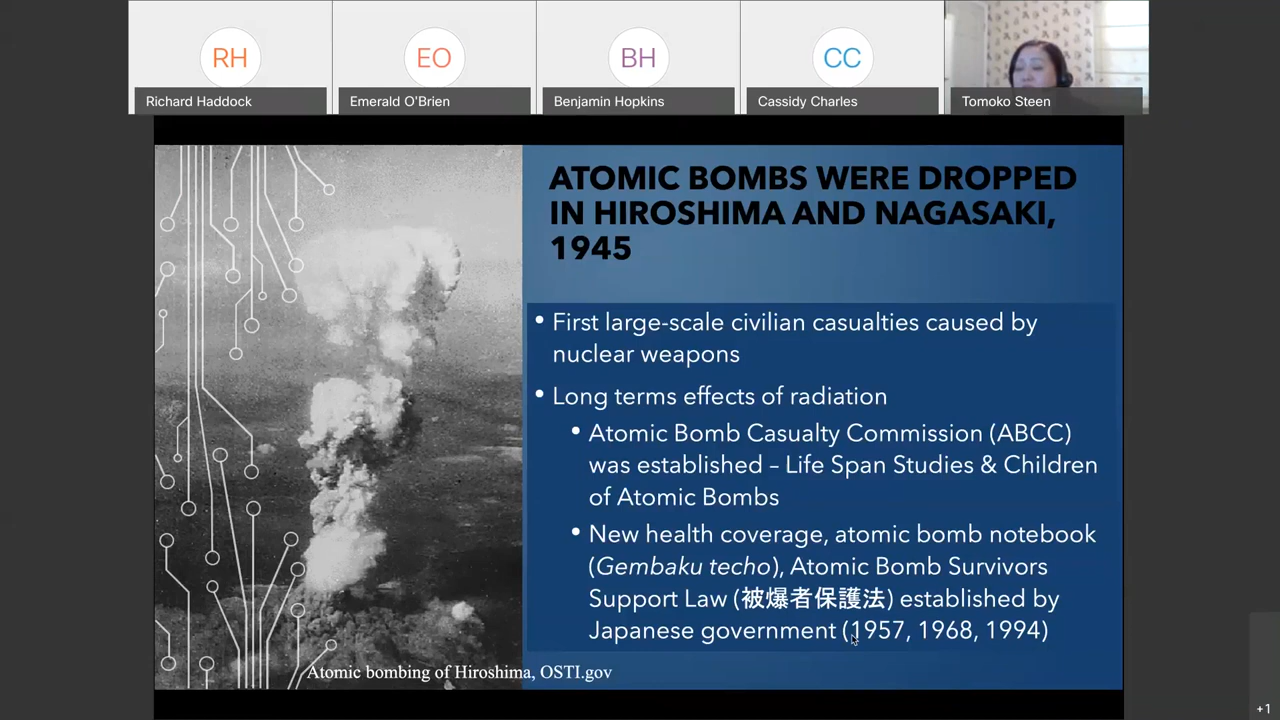 RH
EO
BH
CC
Richard Haddock
Emerald O'Brien
Benjamin Hopkins
Cassidy Charles
Tomoko Steen
ATOMIC BOMBS WERE DROPPED
IN HIROSHIMA AND NAGASAKI,
1945
• First large-scale civilian casualties caused by
nuclear weapons
• Long terms effects of radiation
• Atomic Bomb Casualty Commission (ABCC)
was established – Life Span Studies & Children
of Atomic Bombs
• New health coverage, atomic bomb notebook
(Gembaku techo), Atomic Bomb Survivors
Support Law (被爆者保護法) established by
Japanese government (1957, 1968, 1994)
Atomic bombing of Hiroshima, OSTI.gov
+1